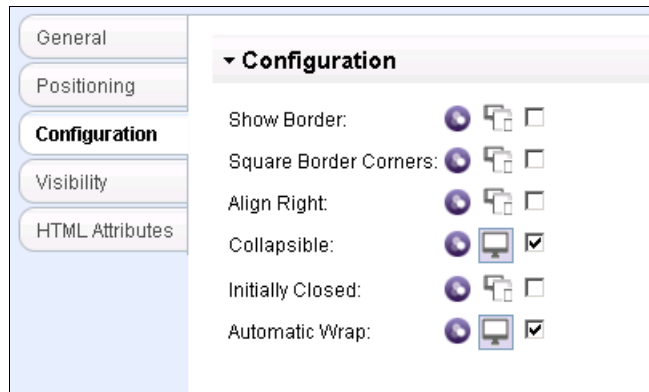 General
Positioning
Configuration
Visibility
HTML Attributes
Configuration
Show Border:
Square Border Corners:
Align Right:
Collapsible:
Initially Closed:
Automatic Wrap: